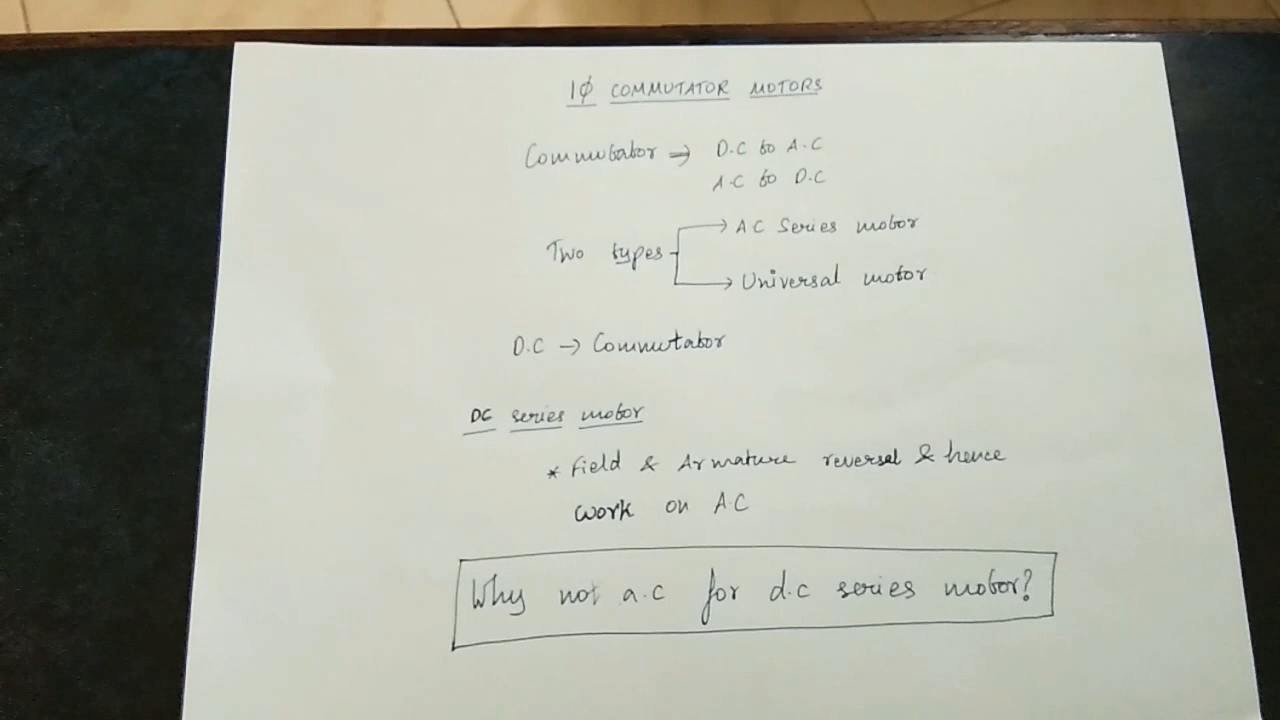 1φ COMMUTATOR MOTORS
Commutator ⇒ D.C to A.C
A.C to D.C
Two types → AC Series motor
→ Universal motor
D.C → Commutator
DC series motor
* Field & Armature reversal & hence
work on A.C
Why not a.c for d.c series motor?